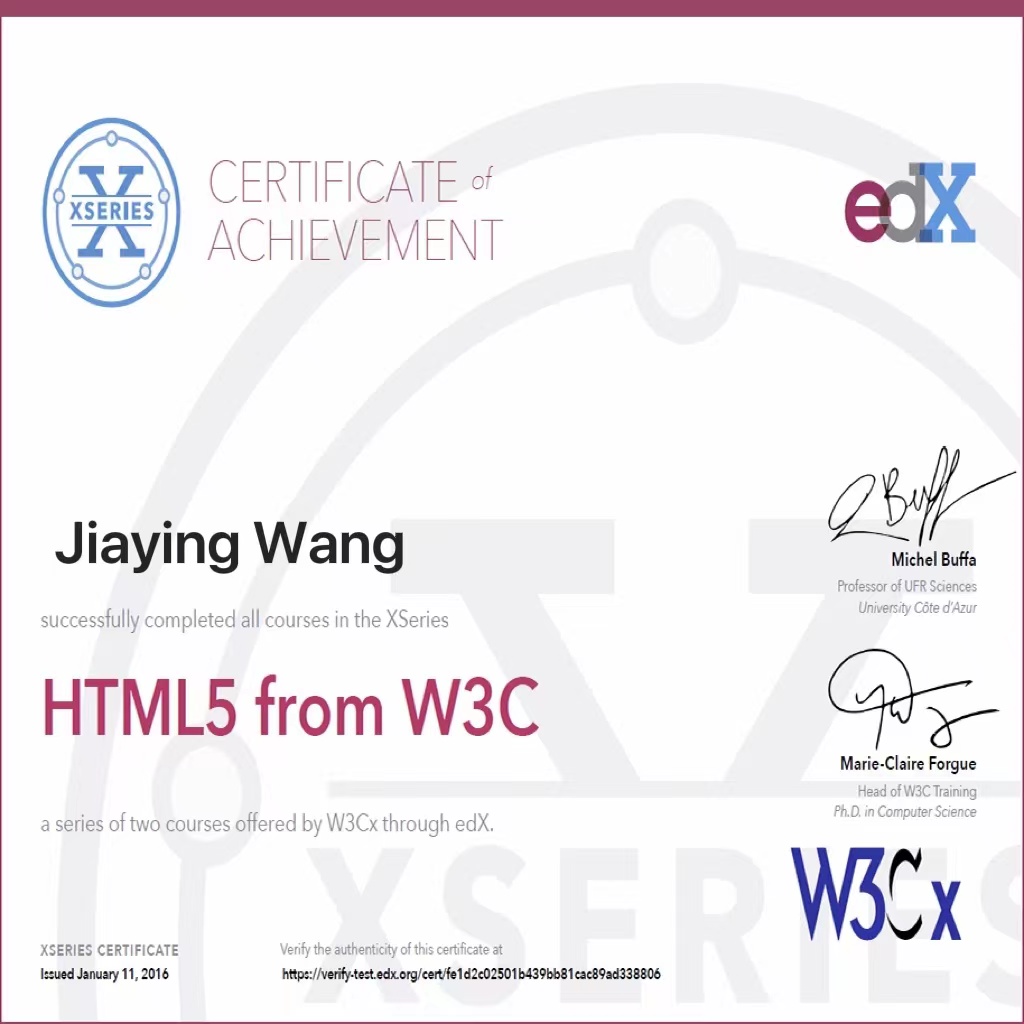 XSERIES
CERTIFICATE of
ACHIEVEMENT
edX
Jiaying Wang
successfully completed all courses in the XSeries
HTML5 from W3C
a series of two courses offered by W3Cx through edX.
Michel Buffa
Professor of UFR Sciences
University Côte d'Azur
Marie-Claire Forgue
Head of W3C Training
Ph.D. in Computer Science
W3Cx
XSERIES
XSERIES CERTIFICATE
Issued January 11, 2016
Verify the authenticity of this certificate at
https://verify-test.edx.org/cert/fe1d2c02501b439bb81cac89ad338806